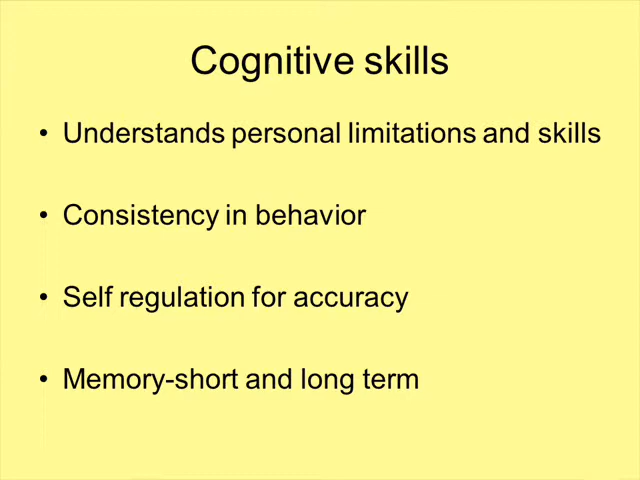 Cognitive skills
• Understands personal limitations and skills
• Consistency in behavior
• Self regulation for accuracy
• Memory-short and long term